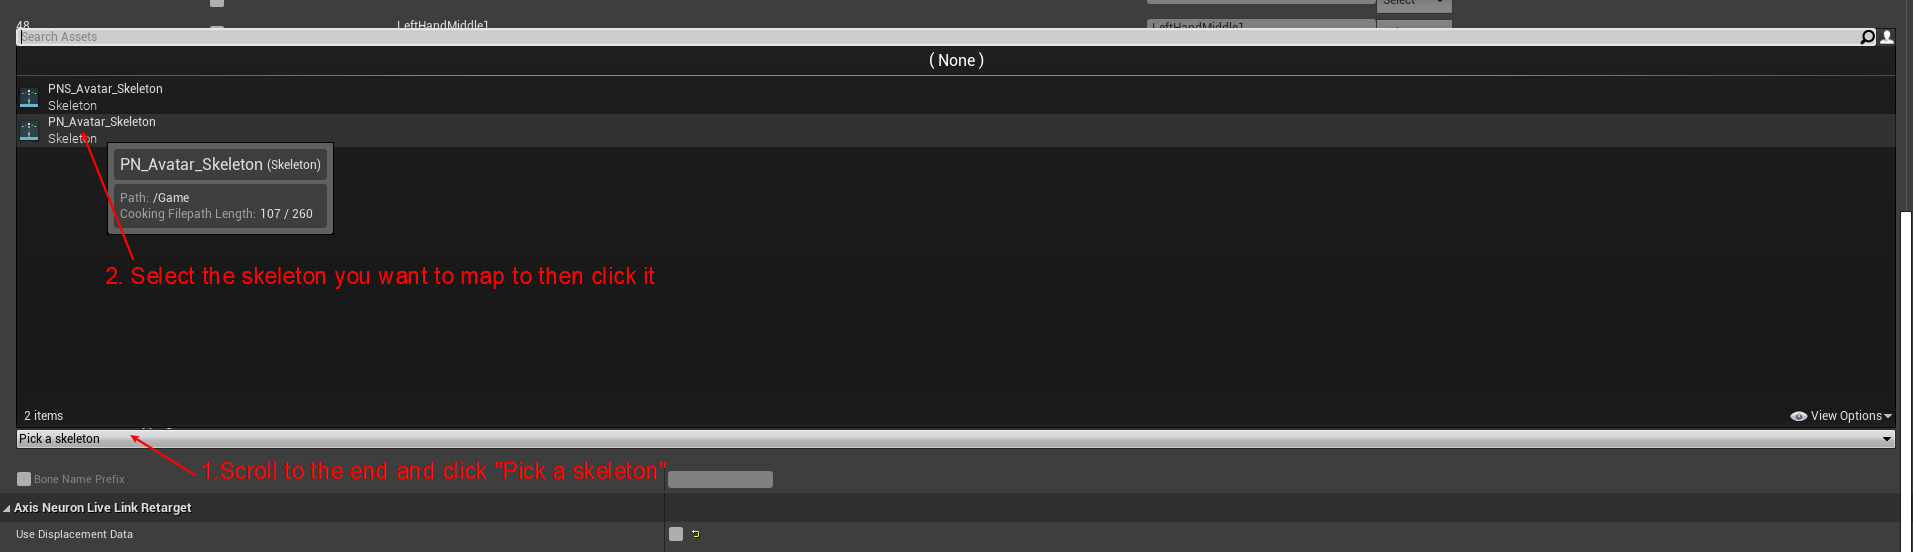 48
LeftHandMiddle1
LeftHandMiddle1
Select
Search Assets
( None )
PNS_Avatar_Skeleton
Skeleton
PN_Avatar_Skeleton
Skeleton
PN_Avatar_Skeleton (Skeleton)
Path: /Game
Cooking Filepath Length: 107 / 260
2. Select the skeleton you want to map to then click it
2 items
View Options
Pick a skeleton
1.Scroll to the end and click "Pick a skeleton"
Bone Name Prefix
Axis Neuron Live Link Retarget
Use Displacement Data